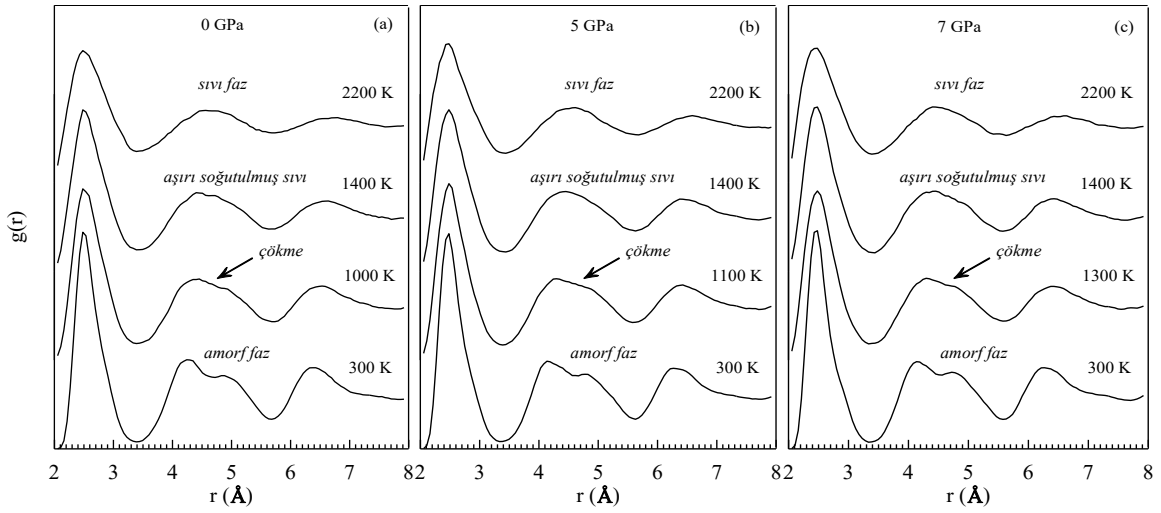 g(r)
0 GPa
(a)
sıvı faz
2200 K
aşırı soğutulmuş sıvı
1400 K
çökme
1000 K
amorf faz
300 K
2 3 4 5 6 7 8
r (Å)
5 GPa
(b)
sıvı faz
2200 K
aşırı soğutulmuş sıvı
1400 K
çökme
1100 K
amorf faz
300 K
2 3 4 5 6 7 8
r (Å)
7 GPa
(c)
sıvı faz
2200 K
aşırı soğutulmuş sıvı
1400 K
çökme
1300 K
amorf faz
300 K
2 3 4 5 6 7 8
r (Å)